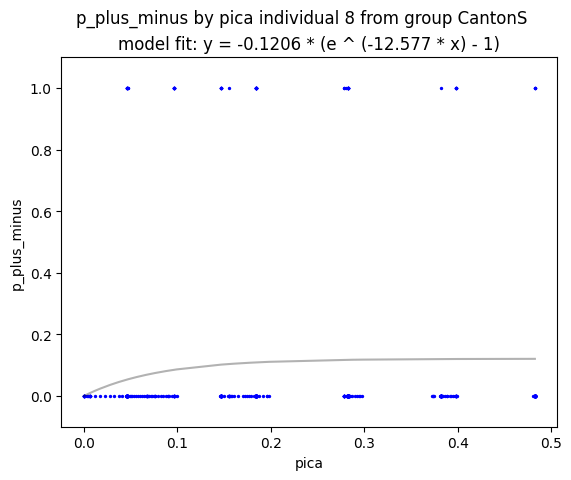 p_plus_minus by pica individual 8 from group CantonS
model fit: y = -0.1206 * (e ^ (-12.577 * x) - 1)
1.0
0.8
0.6
0.4
0.2
0.0
p_plus_minus
0.0 0.1 0.2 0.3 0.4 0.5
pica